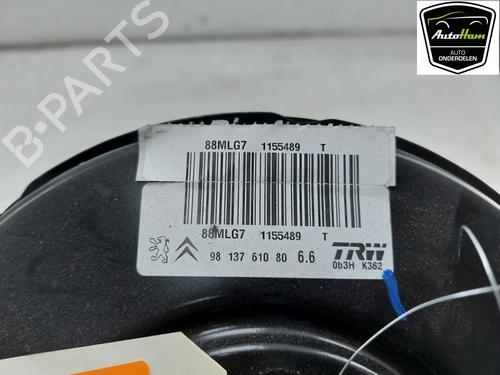 B-PARTS
AutoHam
AUTO
ONDERDELEN
88MLG7 1155489 T
88MLG7 1155489 T
98 137 610 80 6.6
TRW
0b3H K362